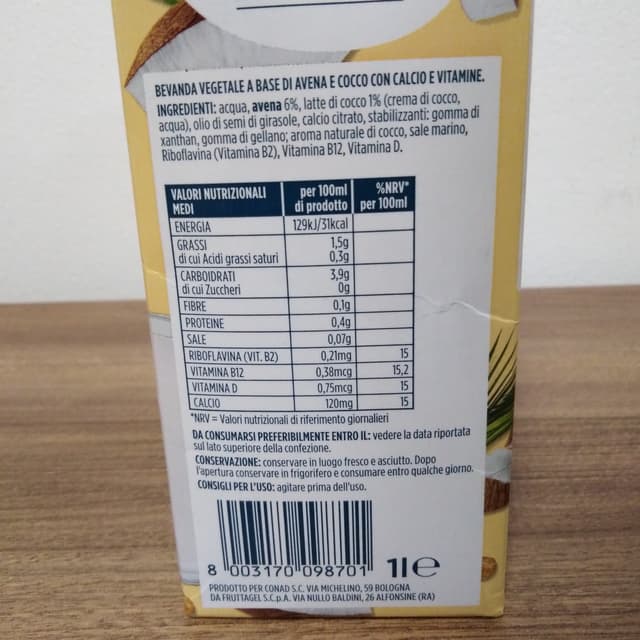 BEVANDA VEGETALE A BASE DI AVENA E COCCO CON CALCIO E VITAMINE.
INGREDIENTI: acqua, avena 6%, latte di cocco 1% (crema di cocco,
acqua), olio di semi di girasole, calcio citrato, stabilizzanti: gomma di
xanthan, gomma di gellano; aroma naturale di cocco, sale marino,
Riboflavina (Vitamina B2), Vitamina B12, Vitamina D.
VALORI NUTRIZIONALI MEDI per 100ml di prodotto %NRV* per 100ml
ENERGIA 129kJ/31kcal
GRASSI 1,5g
di cui Acidi grassi saturi 0,3g
CARBOIDRATI 3,9g
di cui Zuccheri 0g
FIBRE 0,1g
PROTEINE 0,4g
SALE 0,07g
RIBOFLAVINA (VIT. B2) 0,21mg 15
VITAMINA B12 0,38mcg 15,2
VITAMINA D 0,75mcg 15
CALCIO 120mg 15
*NRV = Valori nutrizionali di riferimento giornalieri
DA CONSUMARSI PREFERIBILMENTE ENTRO IL: vedere la data riportata
sul lato superiore della confezione.
CONSERVAZIONE: conservare in luogo fresco e asciutto. Dopo
l'apertura conservare in frigorifero e consumare entro qualche giorno.
CONSIGLI PER L'USO: agitare prima dell'uso.
8 003170 098701 1l e
PRODOTTO PER CONAD S.C. VIA MICHELINO, 59 BOLOGNA
DA FRUTTAGEL S.C.p.A. VIA NULLO BALDINI, 26 ALFONSINE (RA)